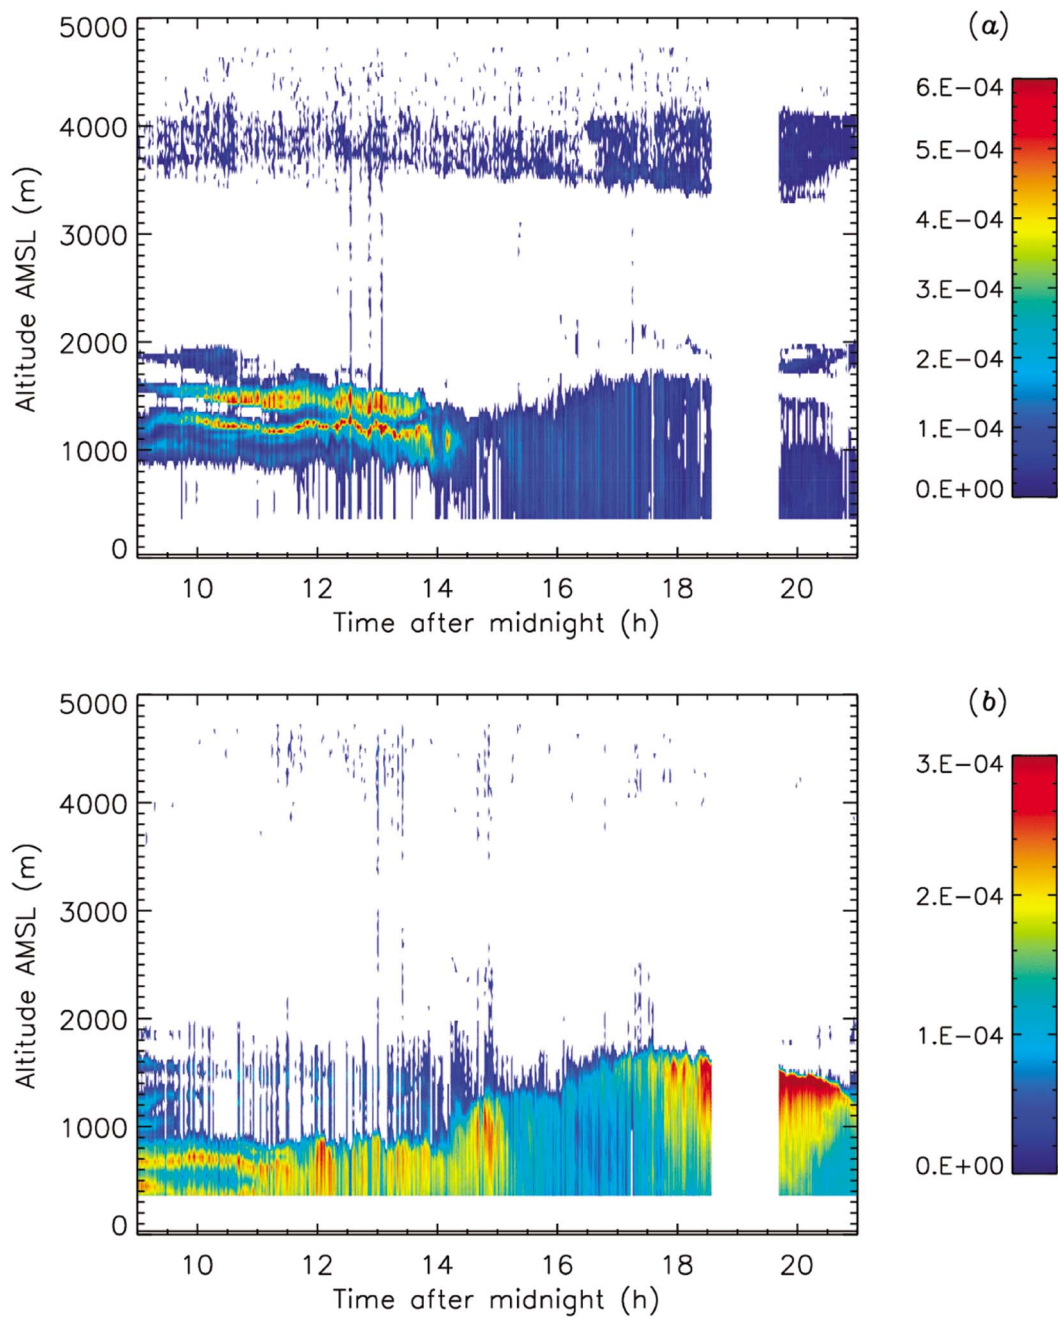 (a)
5000
4000
3000
2000
1000
0
Altitude AMSL (m)
10 12 14 16 18 20
Time after midnight (h)
6.E-04
5.E-04
4.E-04
3.E-04
2.E-04
1.E-04
0.E+00
(b)
5000
4000
3000
2000
1000
0
Altitude AMSL (m)
10 12 14 16 18 20
Time after midnight (h)
3.E-04
2.E-04
1.E-04
0.E+00